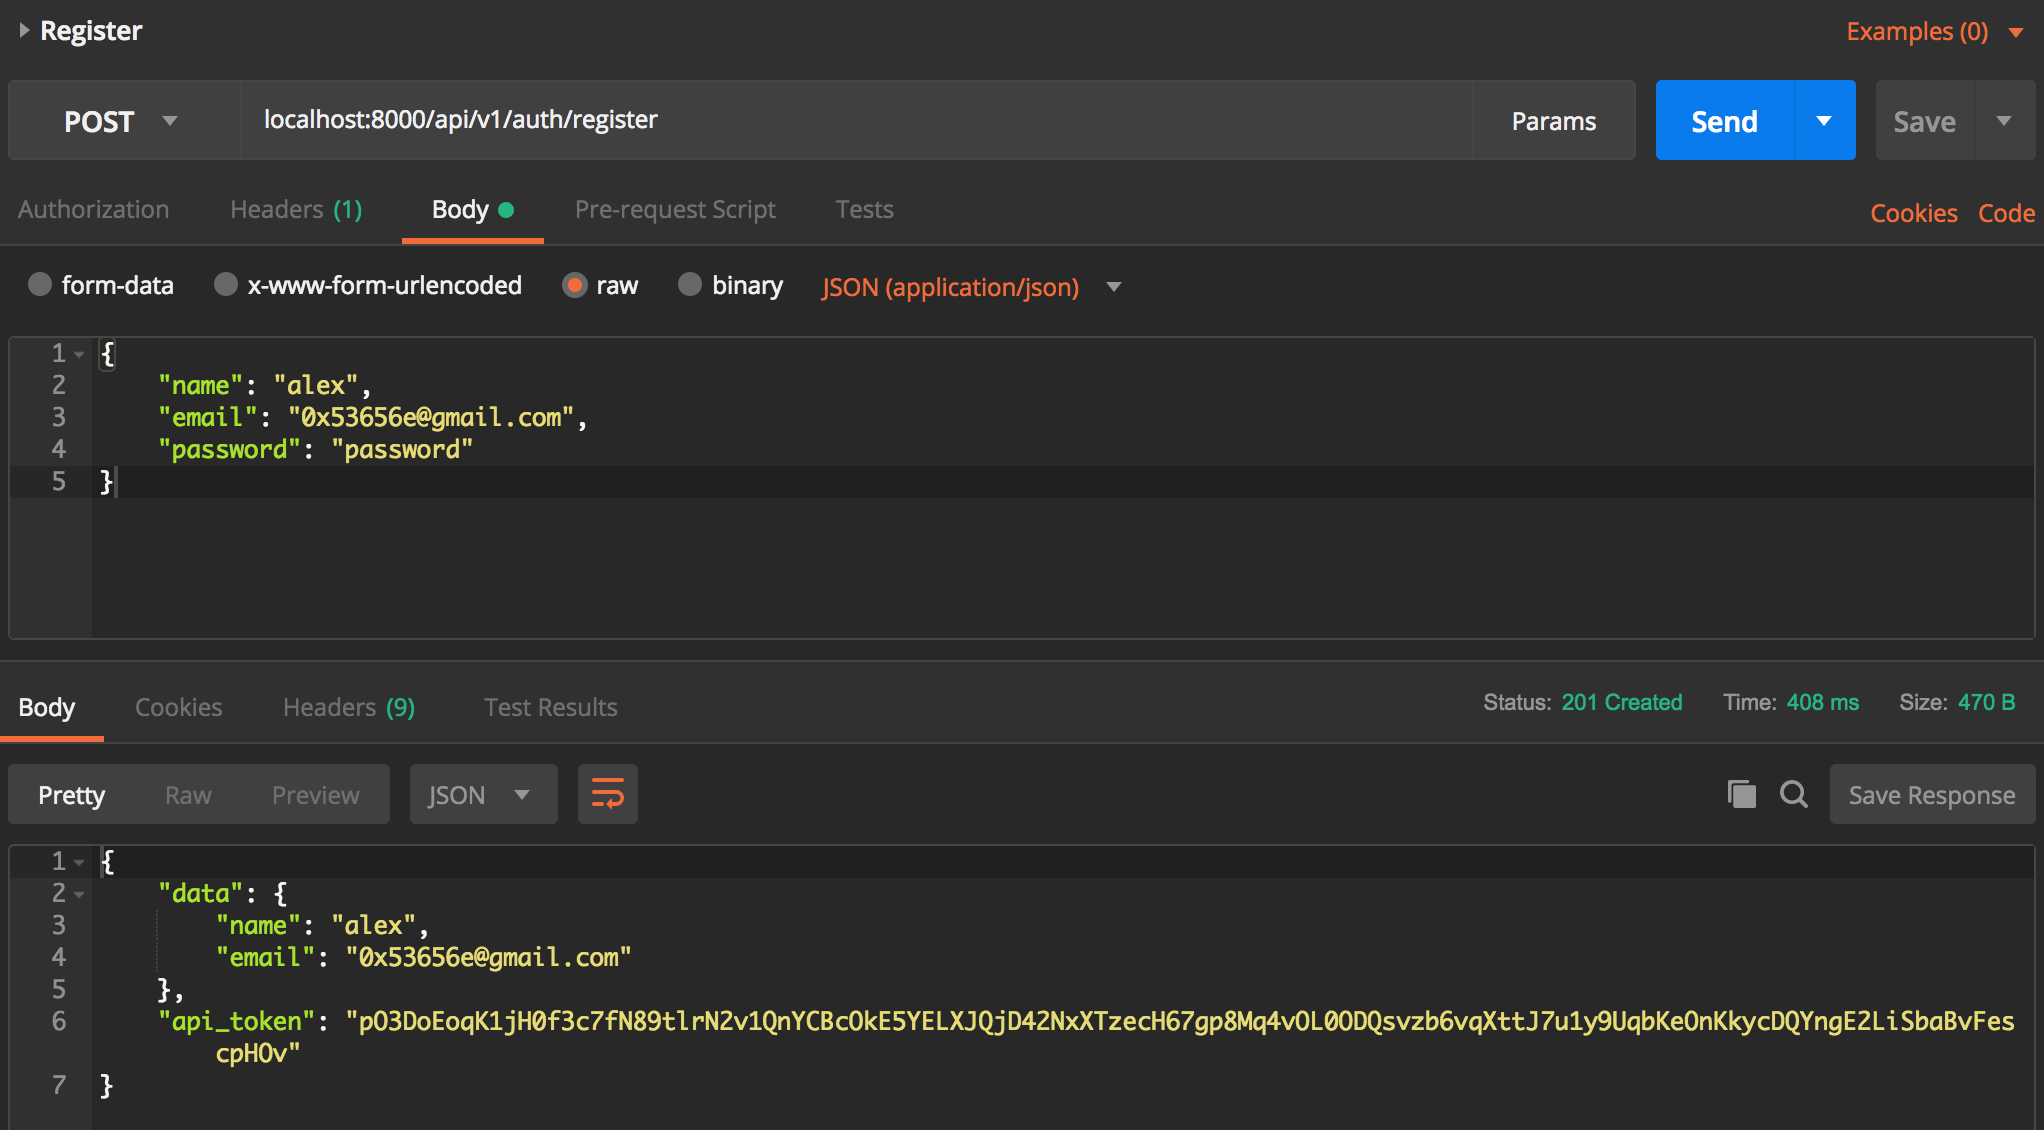 Register
Examples (0)
POST
localhost:8000/api/v1/auth/register
Params
Send
Save
Authorization
Headers (1)
Body
Pre-request Script
Tests
Cookies
Code
form-data
x-www-form-urlencoded
raw
binary
JSON (application/json)
1 {
2 "name": "alex",
3 "email": "0x53656e@gmail.com",
4 "password": "password"
5 }
Body
Cookies
Headers (9)
Test Results
Status: 201 Created
Time: 408 ms
Size: 470 B
Pretty
Raw
Preview
JSON
Save Response
1 {
2 "data": {
3 "name": "alex",
4 "email": "0x53656e@gmail.com"
5 },
6 "api_token": "pO3DoEoqK1jH0f3c7fN89tlrN2v1QnYCBcOkE5YELXJQjD42NxXTzecH67gp8Mq4vOL0ODQsvzb6vqXttJ7u1y9UqbKeOnKkycDQYngE2LiSbaBvFes
cpHOv"
7 }